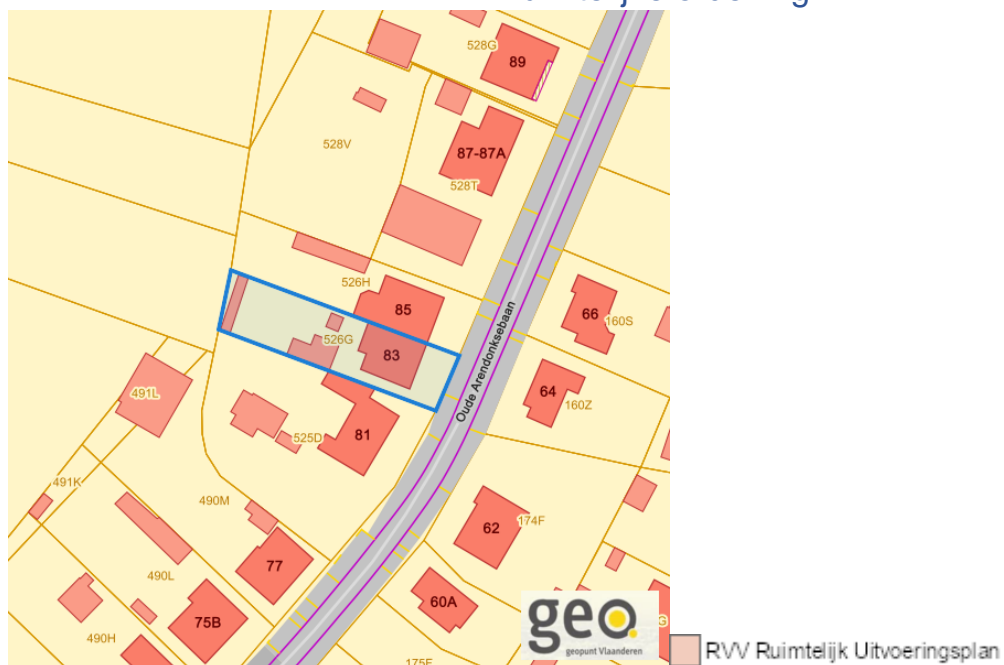 528G
89
528V
87-87A
528T
526H
85
66
160S
526G
83
Oude Arendonksebaan
64
160Z
491L
81
525D
491K
490M
62
174F
77
490L
60A
75B
490H
geo.
geopunt Vlaanderen
RVV Ruimtelijk Uitvoeringsplan